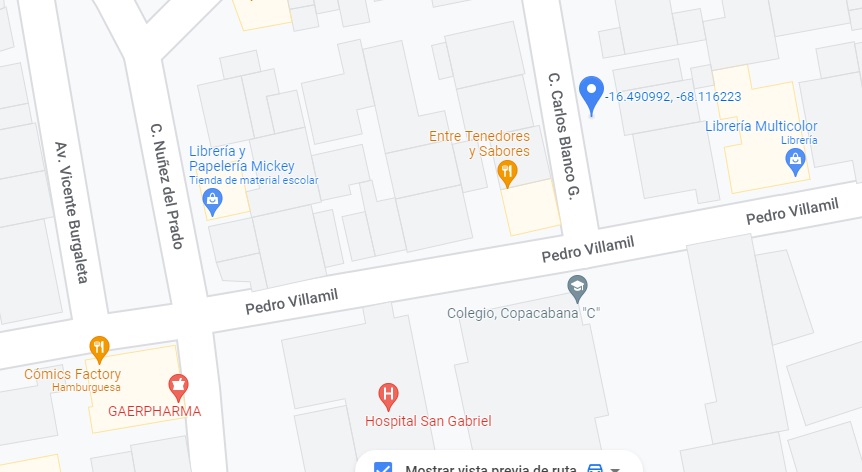 C. Carlos Blanco G.
-16.490992, -68.116223
Librería Multicolor
Librería
Entre Tenedores
y Sabores
Av. Vicente Burgaleta
C. Nuñez del Prado
Librería y
Papelería Mickey
Tienda de material escolar
Pedro Villamil
Pedro Villamil
Pedro Villamil
Colegio, Copacabana "C"
Cómics Factory
Hamburguesa
GAERPHARMA
H
Hospital San Gabriel
Mostrar vista previa de ruta